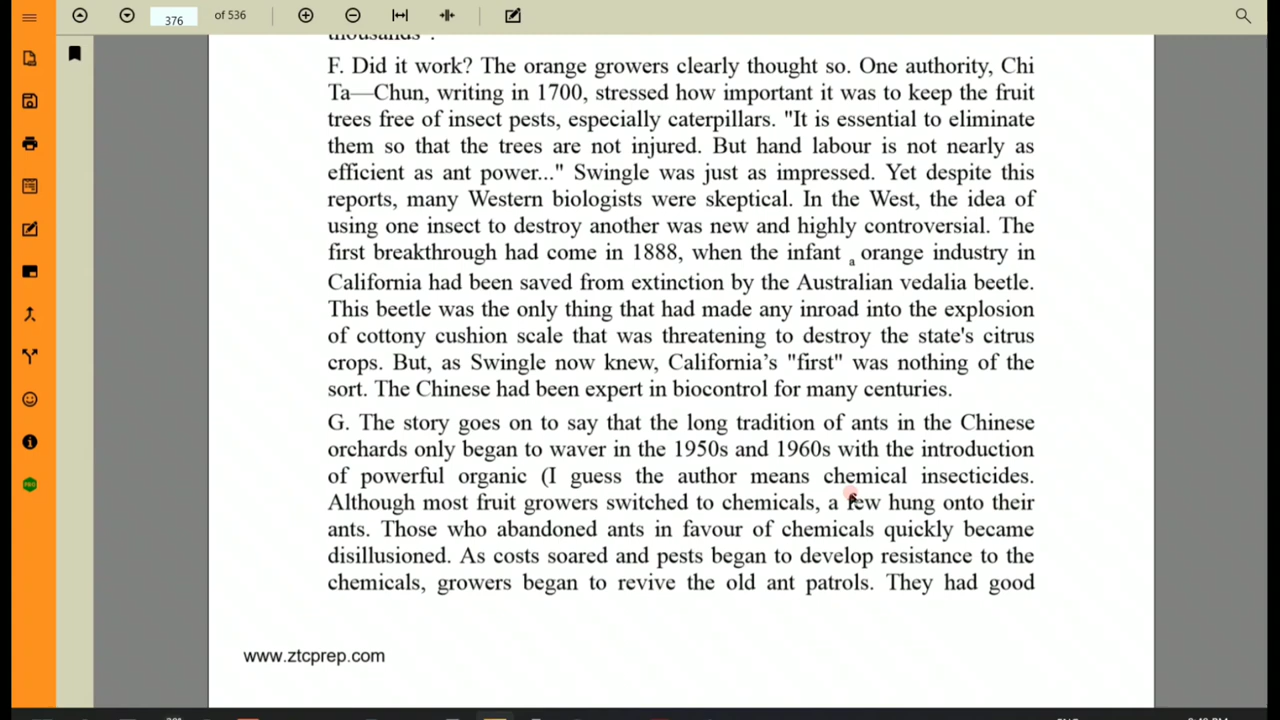 376
of 536
thousands".
F. Did it work? The orange growers clearly thought so. One authority, Chi
Ta—Chun, writing in 1700, stressed how important it was to keep the fruit
trees free of insect pests, especially caterpillars. "It is essential to eliminate
them so that the trees are not injured. But hand labour is not nearly as
efficient as ant power..." Swingle was just as impressed. Yet despite this
reports, many Western biologists were skeptical. In the West, the idea of
using one insect to destroy another was new and highly controversial. The
first breakthrough had come in 1888, when the infant a orange industry in
California had been saved from extinction by the Australian vedalia beetle.
This beetle was the only thing that had made any inroad into the explosion
of cottony cushion scale that was threatening to destroy the state's citrus
crops. But, as Swingle now knew, California’s "first" was nothing of the
sort. The Chinese had been expert in biocontrol for many centuries.
G. The story goes on to say that the long tradition of ants in the Chinese
orchards only began to waver in the 1950s and 1960s with the introduction
of powerful organic (I guess the author means chemical insecticides.
Although most fruit growers switched to chemicals, a few hung onto their
ants. Those who abandoned ants in favour of chemicals quickly became
disillusioned. As costs soared and pests began to develop resistance to the
chemicals, growers began to revive the old ant patrols. They had good
www.ztcprep.com
PRO